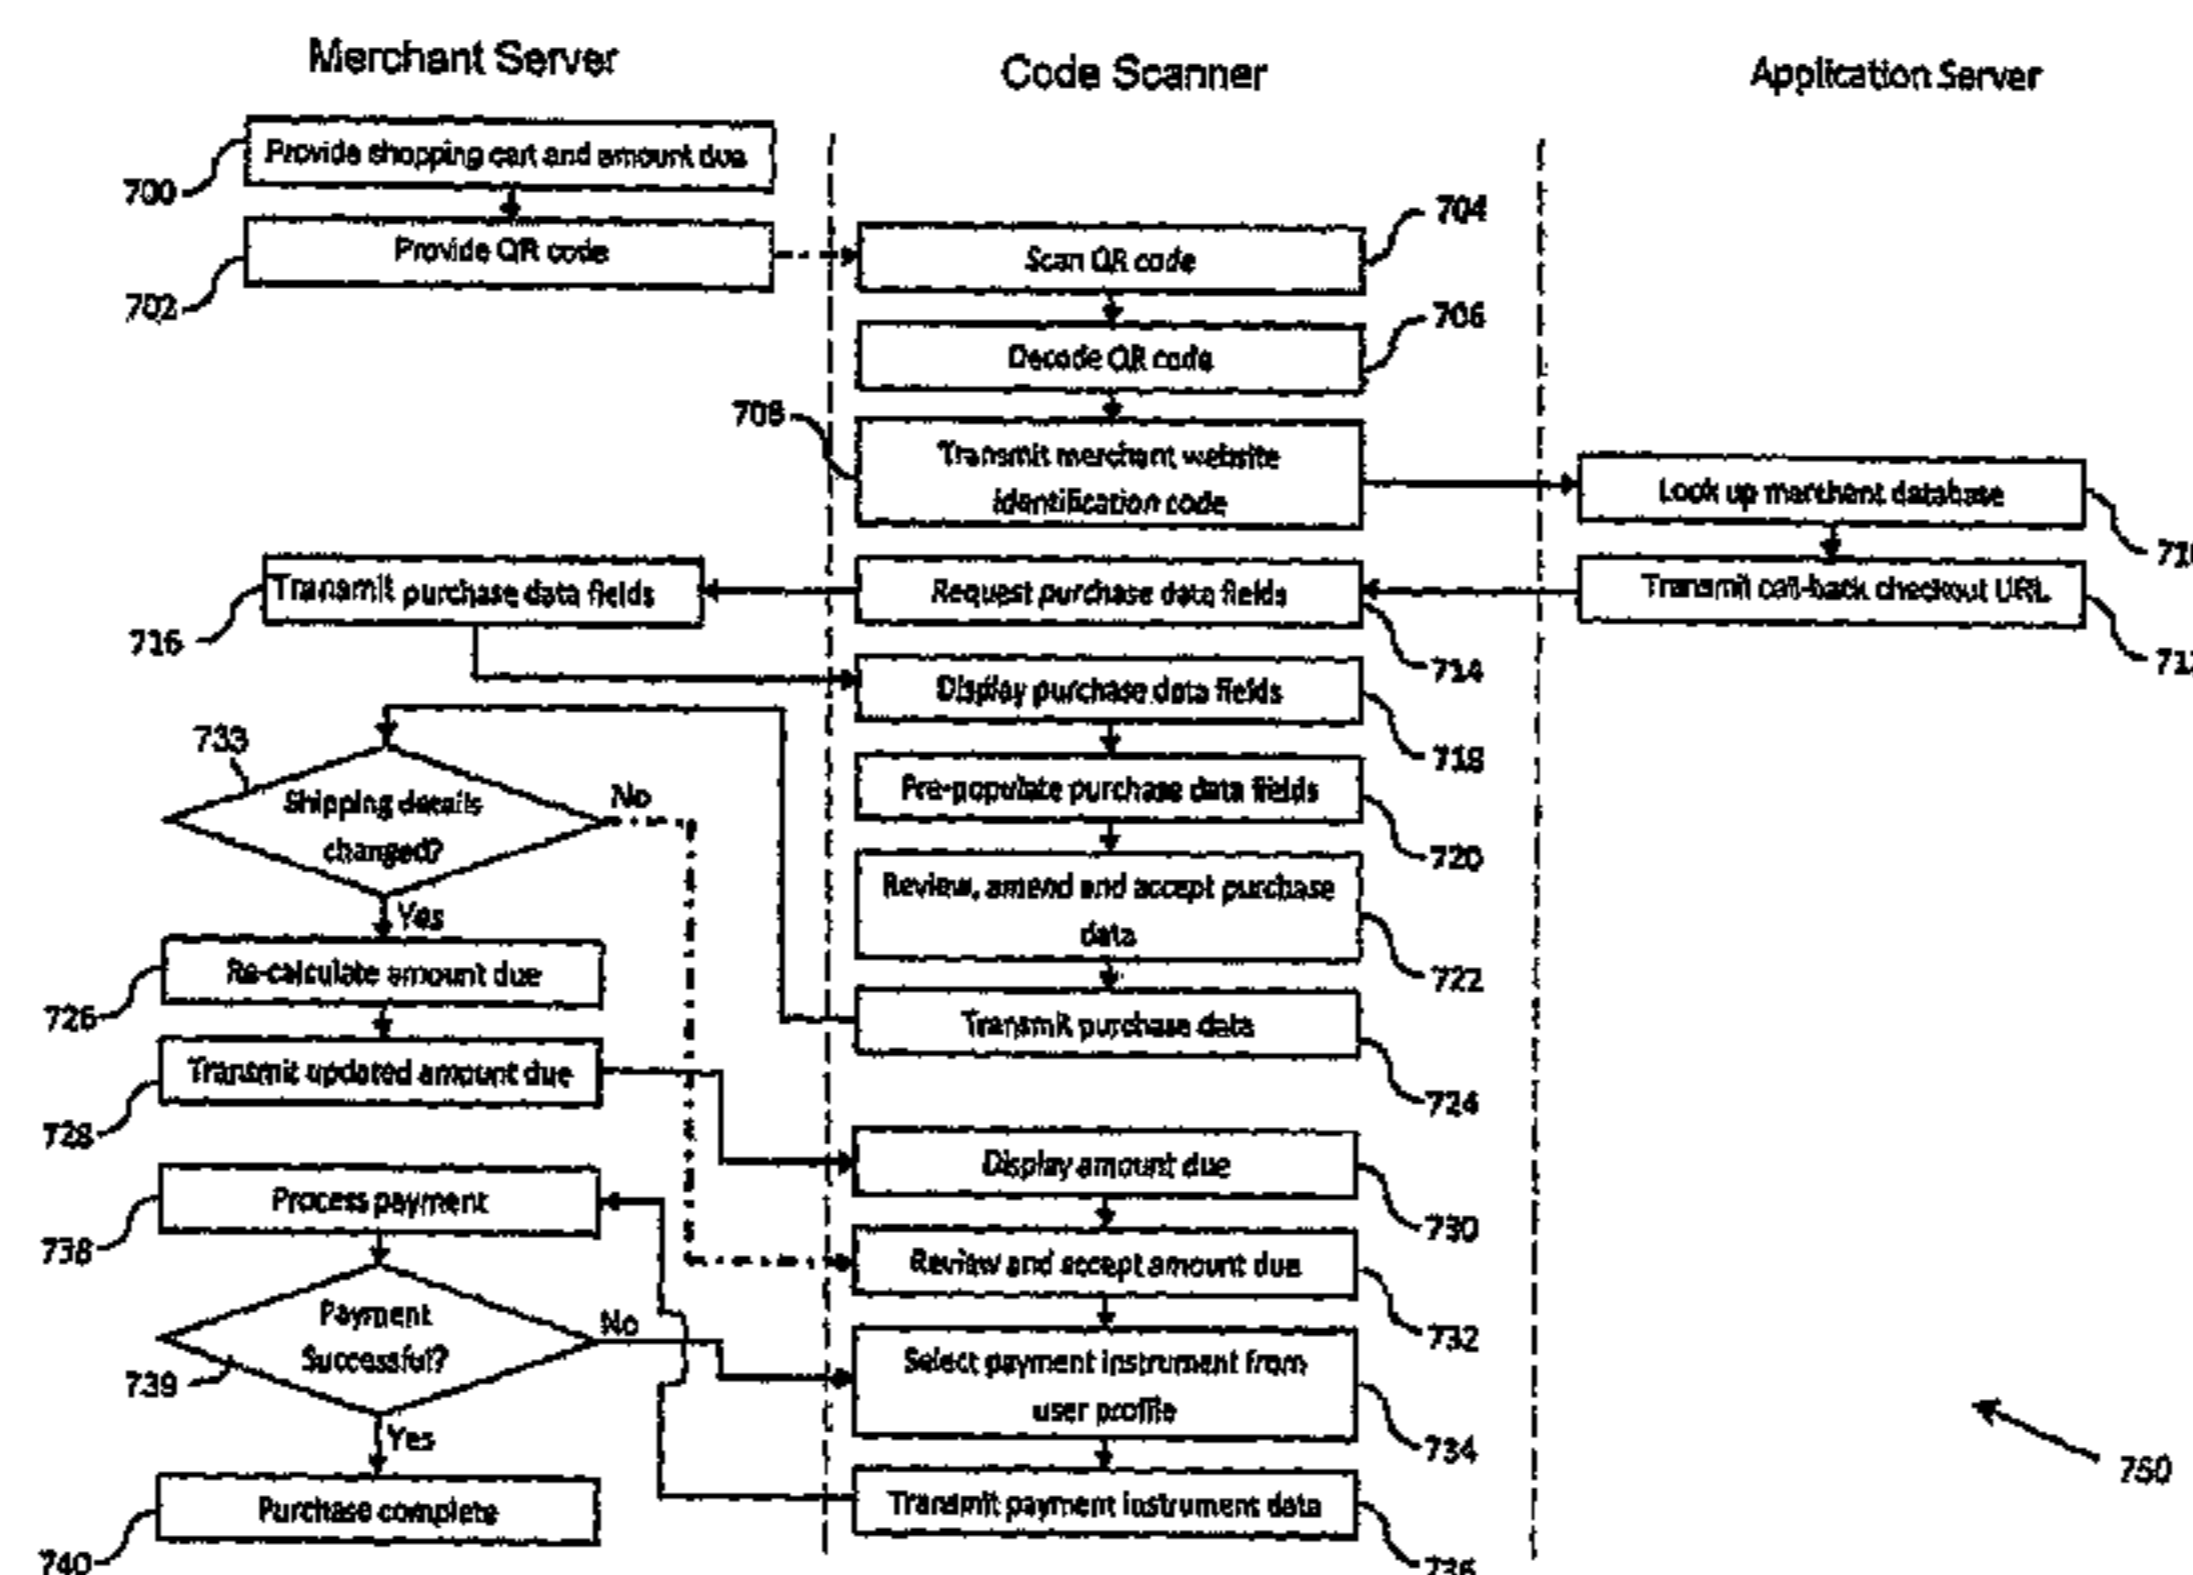 Merchant Server
Code Scanner
Application Server
Provide shopping cart and amount due
700
Provide QR code
702
Scan QR code
704
Decode QR code
706
708
Transmit merchant website
identification code
Look up merchant database
Transmit purchase data fields
716
Request purchase data fields
714
Transmit call-back checkout URL
Display purchase data fields
718
733
Shipping details
changed?
No
Yes
Pre-populate purchase data fields
720
Review, amend and accept purchase
data
722
Re-calculate amount due
726
Transmit purchase data
724
Transmit updated amount due
728
Display amount due
730
Process payment
738
Review and accept amount due
732
Payment
Successful?
739
No
Yes
Select payment instrument from
user profile
734
Purchase complete
740
Transmit payment instrument data
736